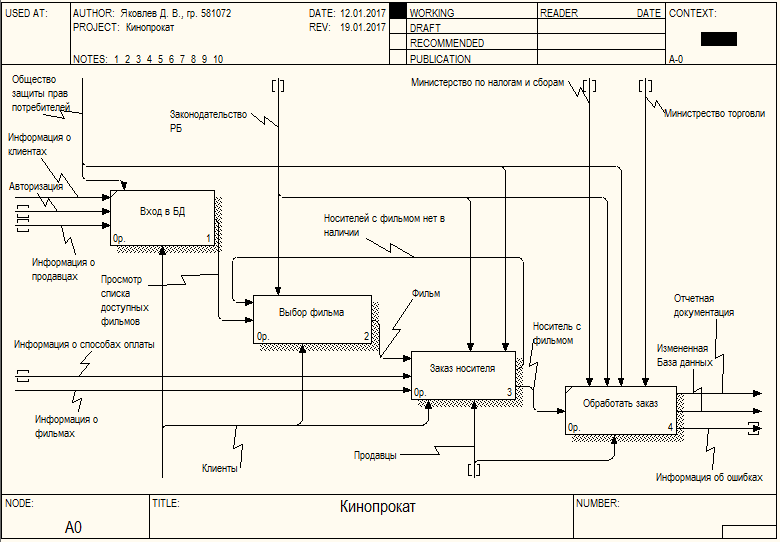 USED AT:
AUTHOR: Яковлев Д. В., гр. 581072
DATE: 12.01.2017
PROJECT: Кинопрокат
REV: 19.01.2017
NOTES: 1 2 3 4 5 6 7 8 9 10
WORKING
DRAFT
RECOMMENDED
PUBLICATION
READER DATE
CONTEXT:
A-0
Общество
защиты прав
потребителей
Законодательство
РБ
Министерство по налогам и сборам
Министрество торговли
Информация о
клиентах
Авторизация
Вход в БД
0р. 1
Информация о
продавцах
Просмотр
списка
доступных
фильмов
Носителей с фильмом нет в
наличии
Выбор фильма
0р. 2
Фильм
Отчетная
документация
Носитель с
фильмом
Измененная
База данных
Информация о способах оплаты
Заказ носителя
0р. 3
Информация о
фильмах
Обработать заказ
0р. 4
Клиенты
Продавцы
Информация об ошибках
NODE:
A0
TITLE:
Кинопрокат
NUMBER: